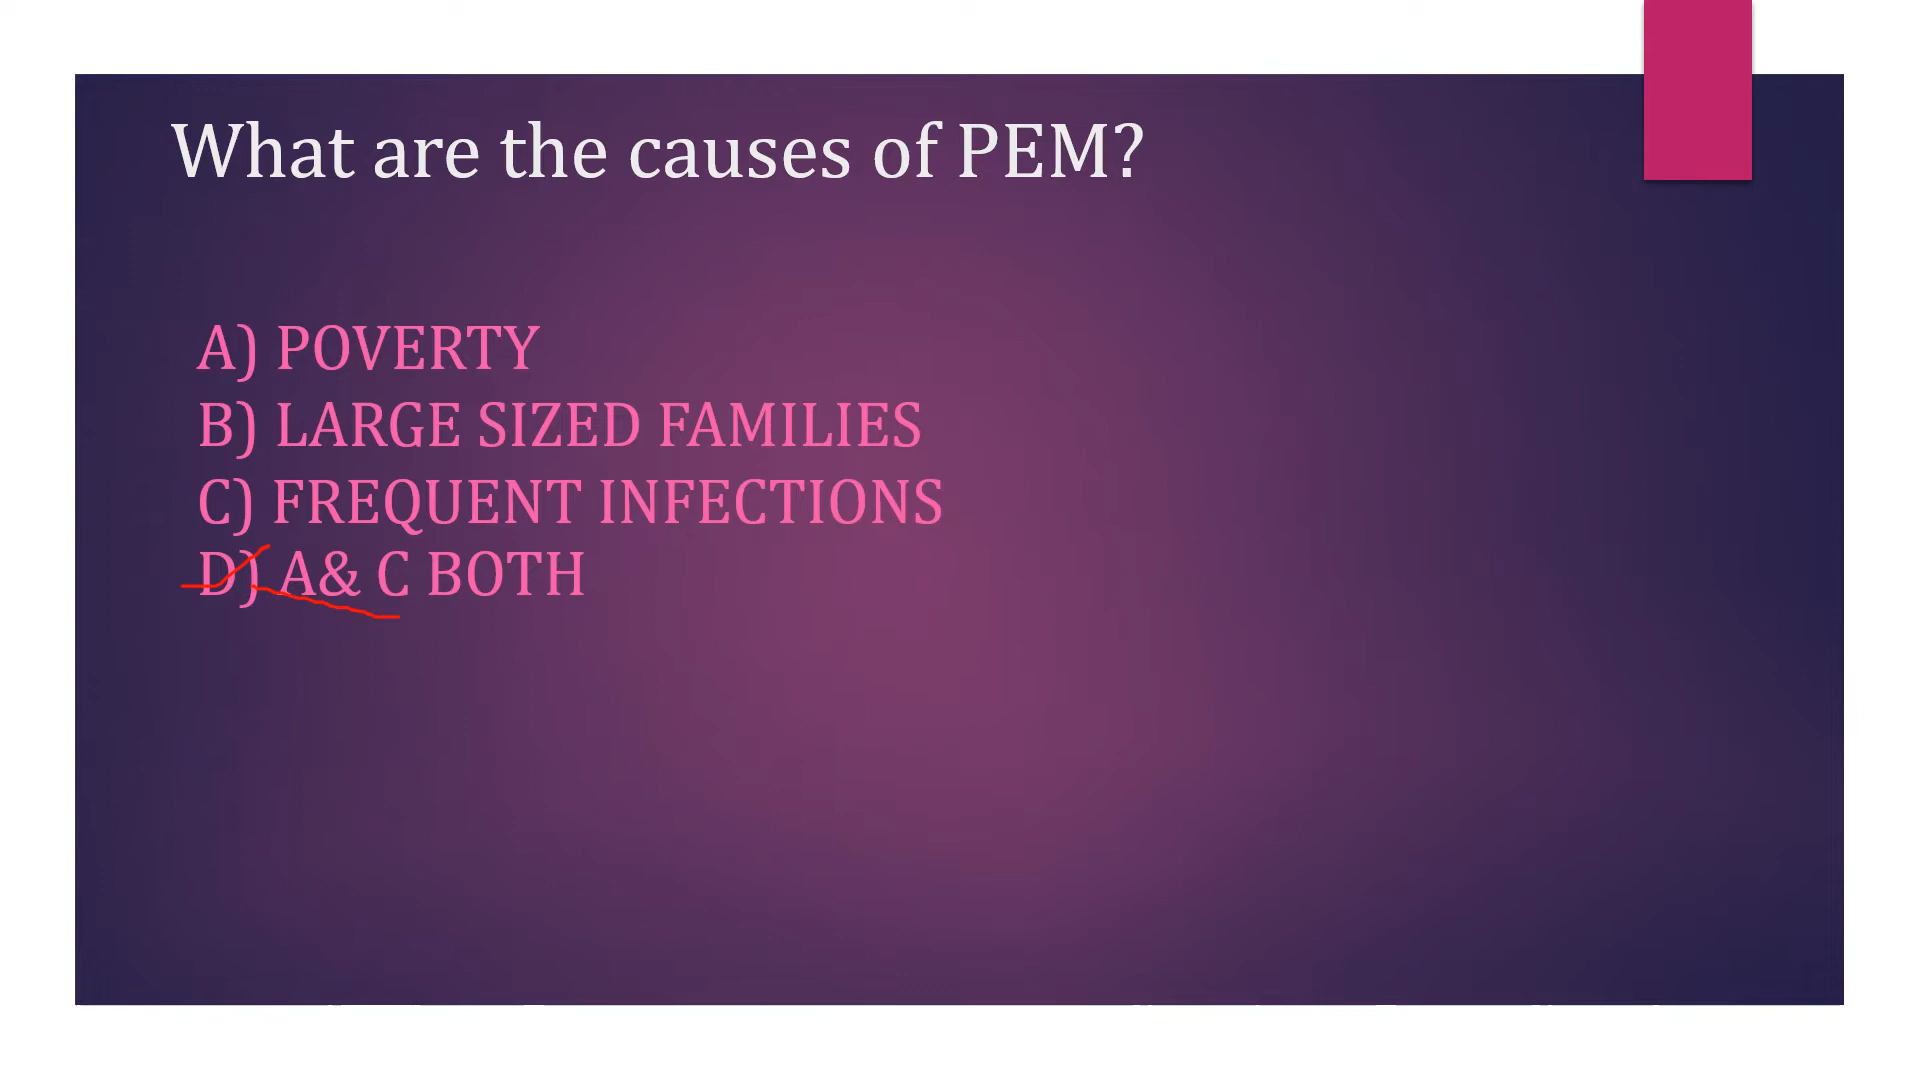 What are the causes of PEM?
A) POVERTY
B) LARGE SIZED FAMILIES
C) FREQUENT INFECTIONS
D) A& C BOTH